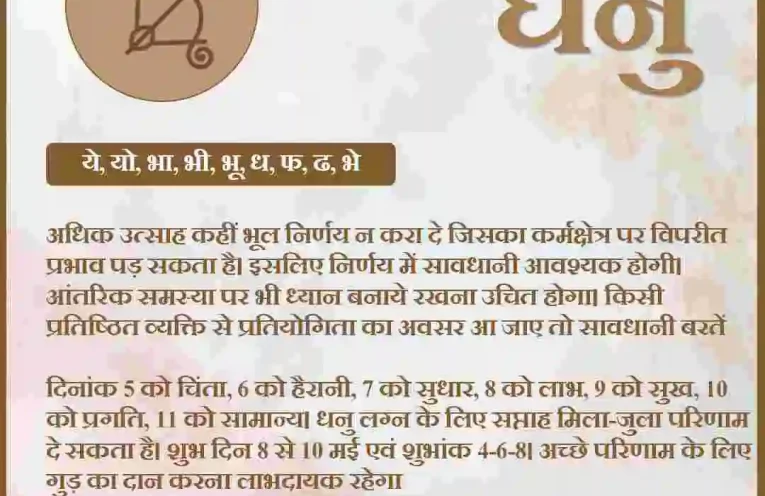 धनु
ये, यो, भा, भी, भू, ध, फ, ढ, भे
अधिक उत्साह कहीं भूल निर्णय न करा दे जिसका कर्मक्षेत्र पर विपरीत
प्रभाव पड़ सकता है। इसलिए निर्णय में सावधानी आवश्यक होगी।
आंतरिक समस्या पर भी ध्यान बनाये रखना उचित होगा। किसी
प्रतिष्ठित व्यक्ति से प्रतियोगिता का अवसर आ जाए तो सावधानी बरतें
दिनांक 5 को चिंता, 6 को हैरानी, 7 को सुधार, 8 को लाभ, 9 को सुख, 10
को प्रगति, 11 को सामान्य। धनु लग्न के लिए सप्ताह मिला-जुला परिणाम
दे सकता है। शुभ दिन 8 से 10 मई एवं शुभांक 4-6-8। अच्छे परिणाम के लिए
गुड़ का दान करना लाभदायक रहेगा